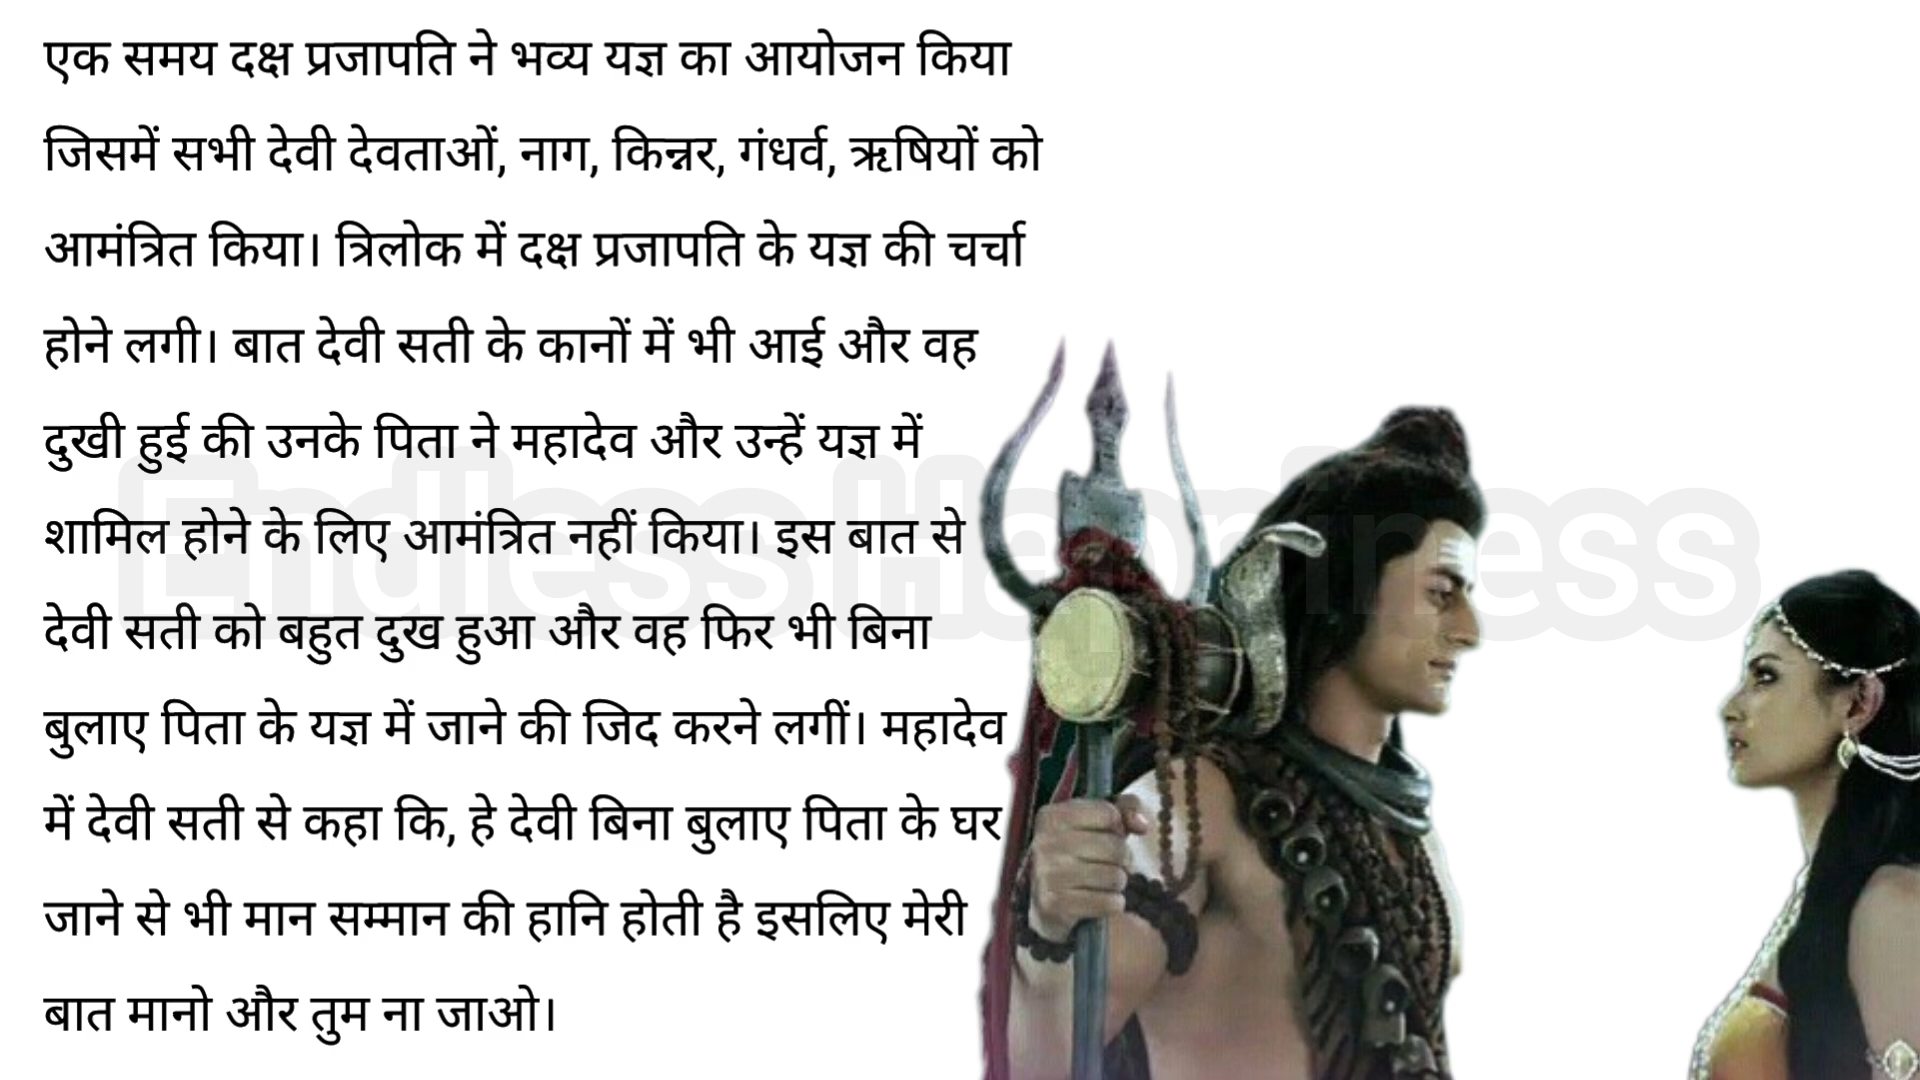 एक समय दक्ष प्रजापति ने भव्य यज्ञ का आयोजन किया
जिसमें सभी देवी देवताओं, नाग, किन्नर, गंधर्व, ऋषियों को
आमंत्रित किया। त्रिलोक में दक्ष प्रजापति के यज्ञ की चर्चा
होने लगी। बात देवी सती के कानों में भी आई और वह
दुखी हुई की उनके पिता ने महादेव और उन्हें यज्ञ में
शामिल होने के लिए आमंत्रित नहीं किया। इस बात से
देवी सती को बहुत दुख हुआ और वह फिर भी बिना
बुलाए पिता के यज्ञ में जाने की जिद करने लगीं। महादेव
में देवी सती से कहा कि, हे देवी बिना बुलाए पिता के घर
जाने से भी मान सम्मान की हानि होती है इसलिए मेरी
बात मानो और तुम ना जाओ।
Endless Happiness